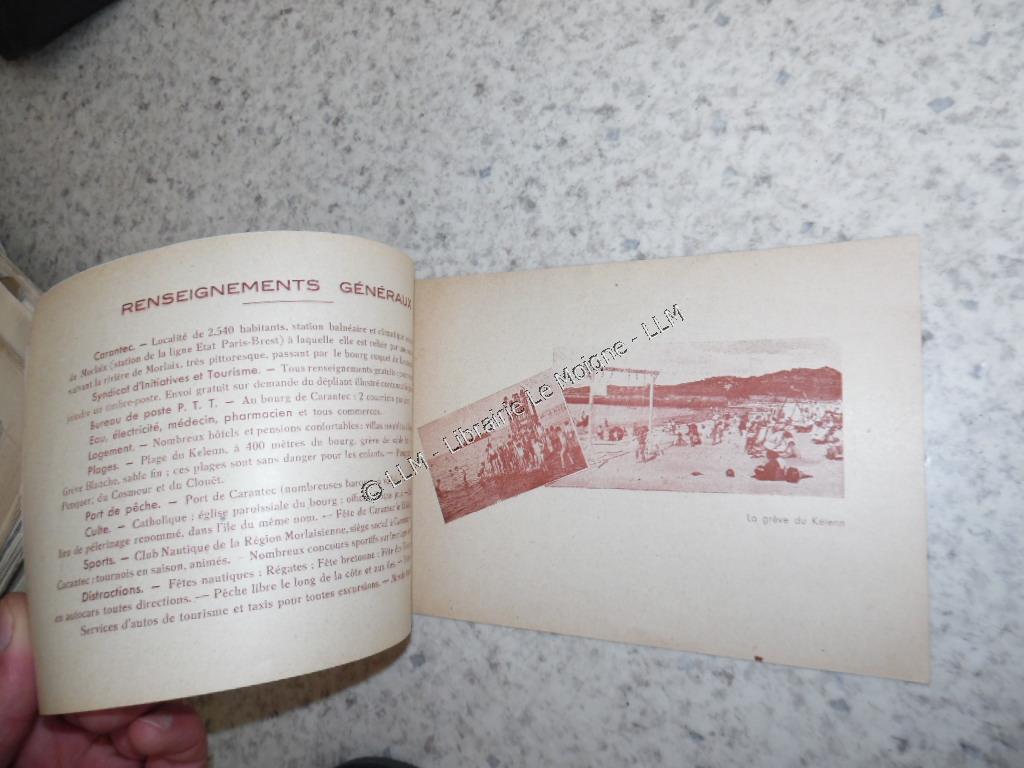 RENSEIGNEMENTS GÉNÉRAUX
Carantec. — Localité de 2.540 habitants, station balnéaire et
de Morlaix (station de la ligne Etat Paris-Brest) à laquelle elle est reliée par
suivant la rivière de Morlaix, très pittoresque, passant par le bourg coquet de
Syndicat d'Initiatives et Tourisme. — Tous renseignements gratuits
joindre un timbre-poste. Envoi gratuit sur demande du dépliant illustré
Bureau de poste P. T. T. — Au bourg de Carantec : 2 courriers par
Eau, électricité, médecin, pharmacien et tous commerces.
Logement. — Nombreux hôtels et pensions confortables : villas
Plages. — Plage du Kelenn, à 400 mètres de bourg, grève de
Grève Blanche, sable fin ; ces plages sont sans danger pour les enfants. —
Penquer, du Cosmeur et du Clouët.
Port de pêche. — Port de Carantec (nombreuses
Culte. — Catholique : église paroissiale du bourg :
lieu de pèlerinage renommé, dans l'île du même nom. — Fête de Carantec
Sports. — Club Nautique de la Région Morlaisienne, siège social à
Carantec : tournois en saison, animés. — Nombreux concours sportifs sur
Distractions. — Fêtes nautiques : Régates : Fête bretonne : Fête
en autocars toutes directions. — Pêche libre le long de la côte et aux îles
Services d'autos de tourisme et taxis pour toutes excursions. —
La grève du Kelenn
© LLM - Librairie Le Moigne - LLM